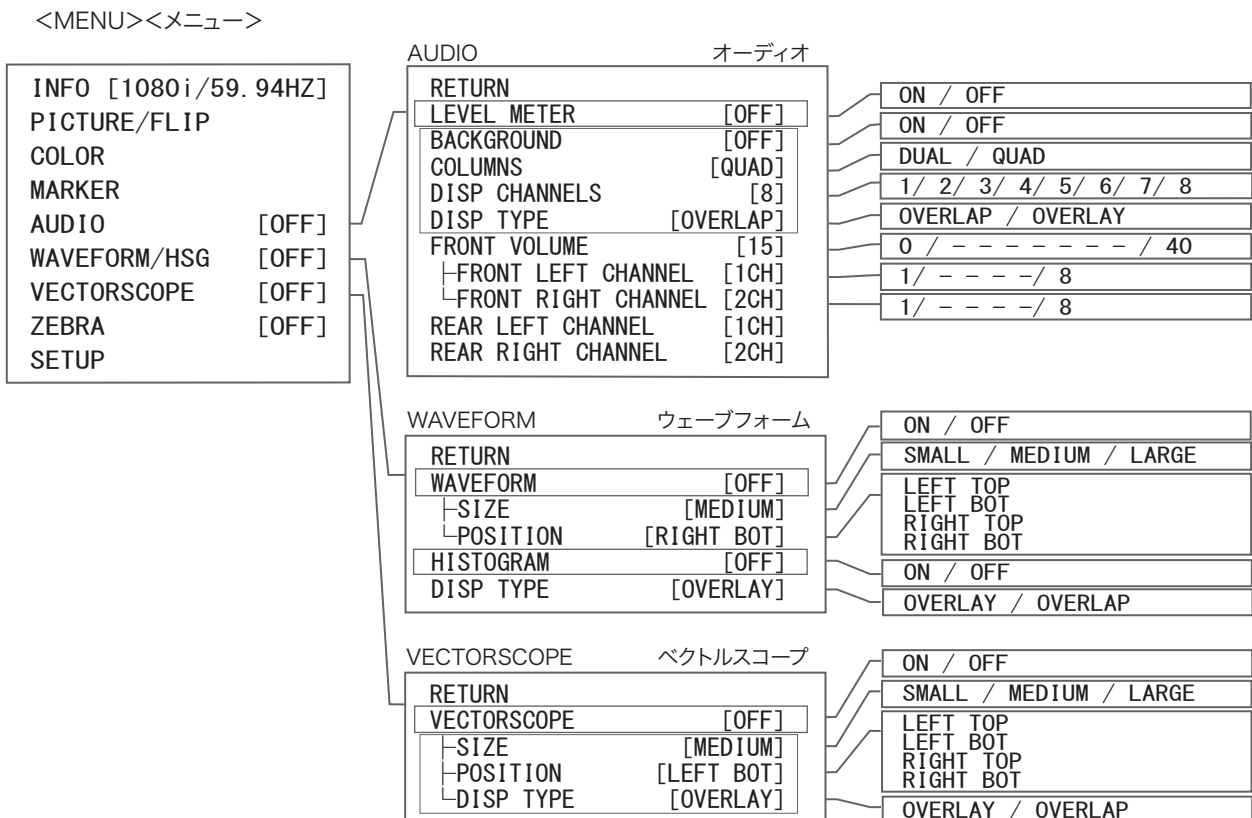 <MENU><メニュー>
INFO [1080i/59.94HZ]
PICTURE/FLIP
COLOR
MARKER
AUDIO [OFF]
WAVEFORM/HSG [OFF]
VECTORSCOPE [OFF]
ZEBRA [OFF]
SETUP
AUDIO オーディオ
RETURN
LEVEL METER [OFF]
BACKGROUND [OFF]
COLUMNS [QUAD]
DISP CHANNELS [8]
DISP TYPE [OVERLAP]
FRONT VOLUME [15]
├FRONT LEFT CHANNEL [1CH]
└FRONT RIGHT CHANNEL [2CH]
REAR LEFT CHANNEL [1CH]
REAR RIGHT CHANNEL [2CH]
ON / OFF
ON / OFF
DUAL / QUAD
1/ 2/ 3/ 4/ 5/ 6/ 7/ 8
OVERLAP / OVERLAY
0 / - - - - - - - / 40
1/ - - - -/ 8
1/ - - - -/ 8
WAVEFORM ウェーブフォーム
RETURN
WAVEFORM [OFF]
├SIZE [MEDIUM]
└POSITION [RIGHT BOT]
HISTOGRAM [OFF]
DISP TYPE [OVERLAY]
ON / OFF
SMALL / MEDIUM / LARGE
LEFT TOP
LEFT BOT
RIGHT TOP
RIGHT BOT
ON / OFF
OVERLAY / OVERLAP
VECTORSCOPE ベクトルスコープ
RETURN
VECTORSCOPE [OFF]
├SIZE [MEDIUM]
├POSITION [LEFT BOT]
└DISP TYPE [OVERLAY]
ON / OFF
SMALL / MEDIUM / LARGE
LEFT TOP
LEFT BOT
RIGHT TOP
RIGHT BOT
OVERLAY / OVERLAP